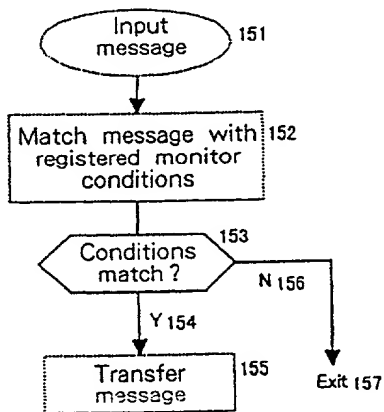 Input 151
message
Match message with 152
registered monitor
conditions
153
Conditions
match ?
N 156
Y 154
Transfer 155
message
Exit 157